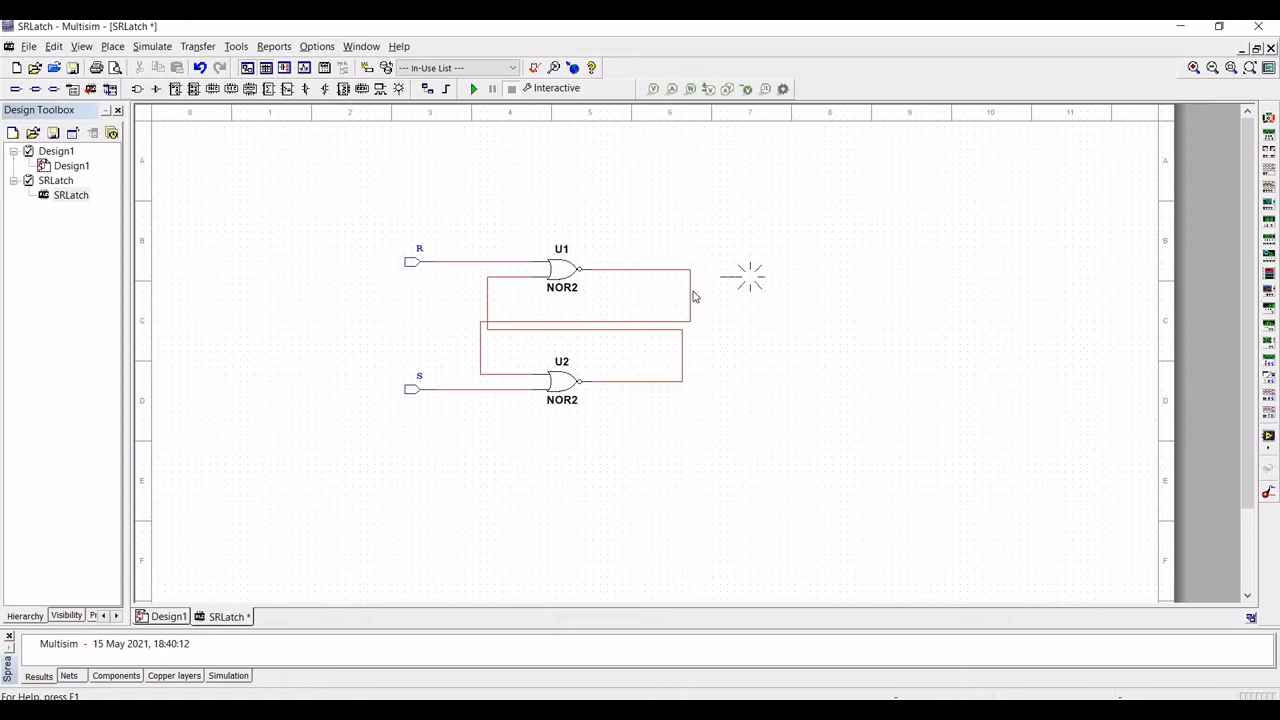 SRLatch - Multisim - [SRLatch *]
File Edit View Place Simulate Transfer Tools Reports Options Window Help
--- In-Use List ---
Interactive
Design Toolbox
0 2 3 4 5 6 7 8 9 10 11
Design1
Design1
SRLatch
SRLatch
A A
B B
C C
D D
E E
F F
R U1
NOR2
S U2
NOR2
Hierarchy Visibility
Design1 SRLatch *
Multisim - 15 May 2021, 18:40:12
Sprea
Results Nets Components Copper layers Simulation
For Help, press F1